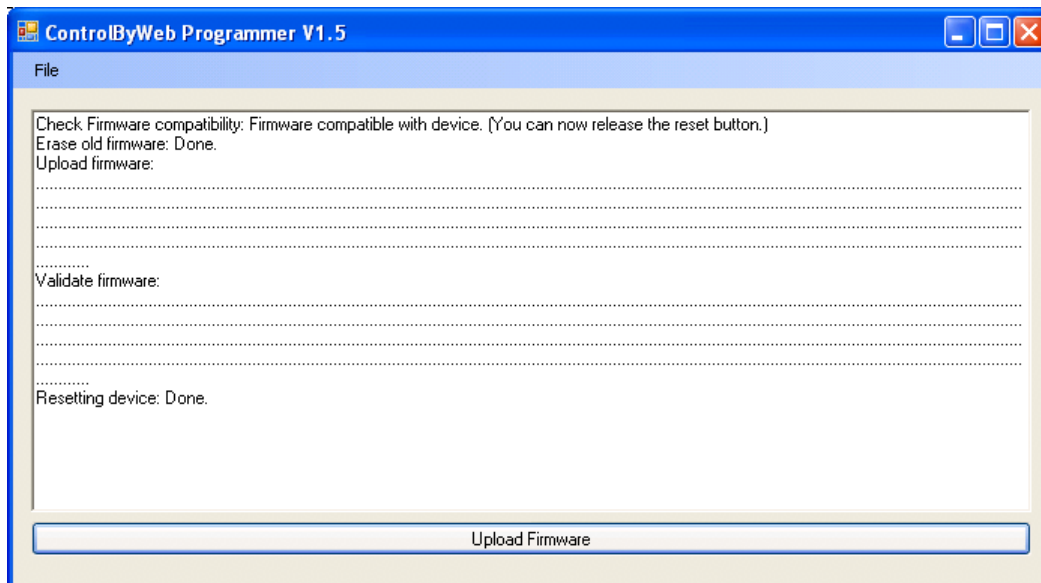 ControlByWeb Programmer V1.5
File
Check Firmware compatibility: Firmware compatible with device. (You can now release the reset button.)
Erase old firmware: Done.
Upload firmware:
................................................................................................................................................................
................................................................................................................................................................
................................................................................................................................................................
................................................................................................................................................................
............
Validate firmware:
................................................................................................................................................................
................................................................................................................................................................
................................................................................................................................................................
................................................................................................................................................................
............
Resetting device: Done.
Upload Firmware